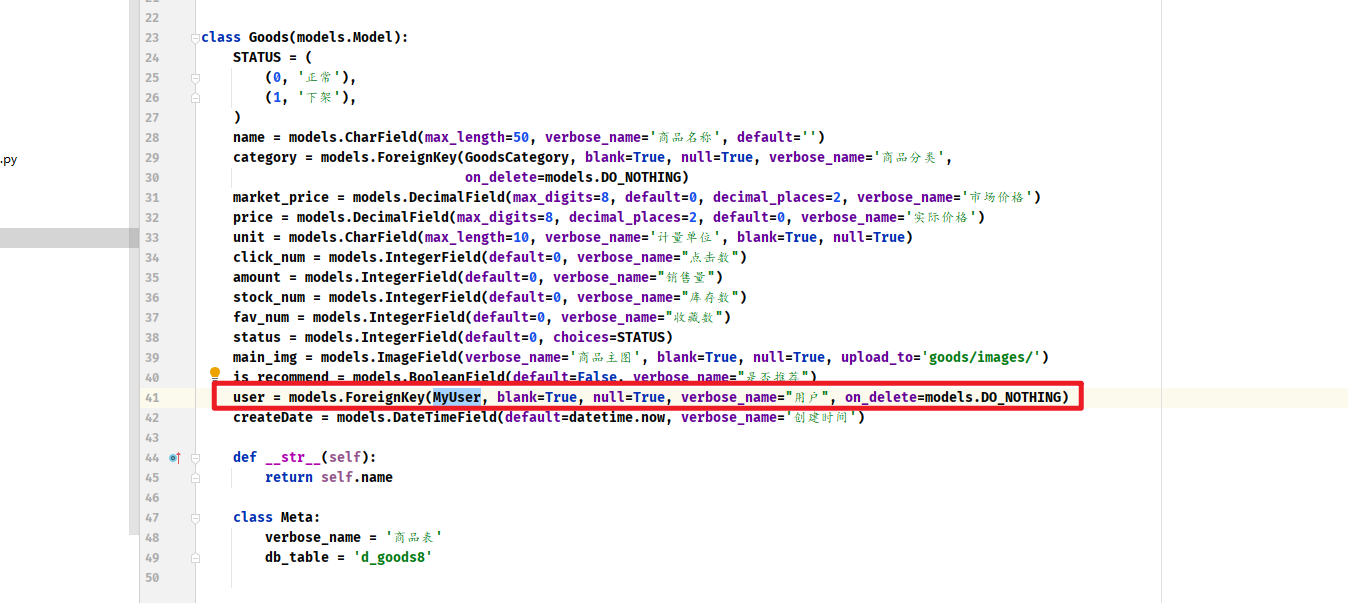 22
23 class Goods(models.Model):
24 STATUS = (
25 (0, '正常'),
26 (1, '下架'),
27 )
28 name = models.CharField(max_length=50, verbose_name='商品名称', default='')
29 category = models.ForeignKey(GoodsCategory, blank=True, null=True, verbose_name='商品分类',
.py
30 on_delete=models.DO_NOTHING)
31 market_price = models.DecimalField(max_digits=8, default=0, decimal_places=2, verbose_name='市场价格')
32 price = models.DecimalField(max_digits=8, decimal_places=2, default=0, verbose_name='实际价格')
33 unit = models.CharField(max_length=10, verbose_name='计量单位', blank=True, null=True)
34 click_num = models.IntegerField(default=0, verbose_name="点击数")
35 amount = models.IntegerField(default=0, verbose_name="销售量")
36 stock_num = models.IntegerField(default=0, verbose_name="库存数")
37 fav_num = models.IntegerField(default=0, verbose_name="收藏数")
38 status = models.IntegerField(default=0, choices=STATUS)
39 main_img = models.ImageField(verbose_name='商品主图', blank=True, null=True, upload_to='goods/images/')
40 is_recommend = models.BooleanField(default=False, verbose_name="是否推荐")
41 user = models.ForeignKey(MyUser, blank=True, null=True, verbose_name="用户", on_delete=models.DO_NOTHING)
42 createDate = models.DateTimeField(default=datetime.now, verbose_name='创建时间')
43
44 def __str__(self):
45 return self.name
46
47 class Meta:
48 verbose_name = '商品表'
49 db_table = 'd_goods8'
50